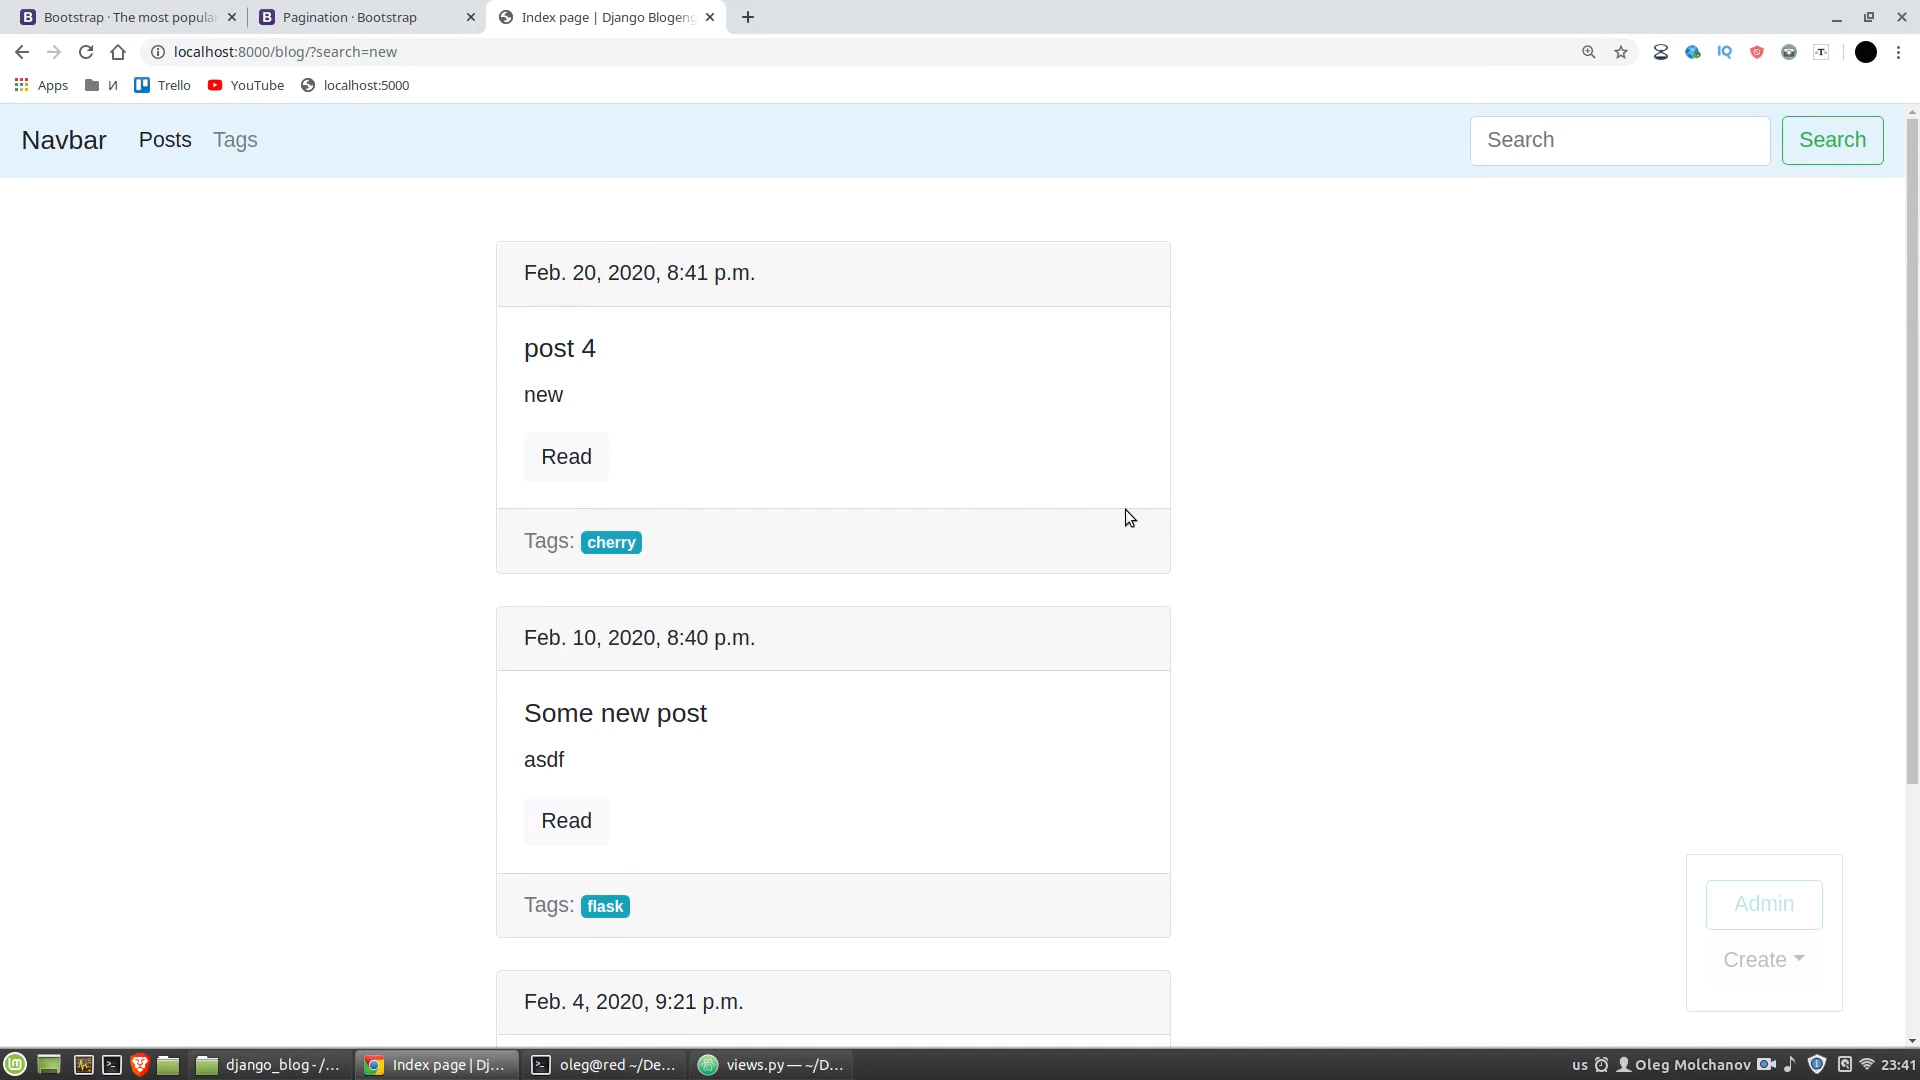 Bootstrap · The most popula
Pagination · Bootstrap
Index page | Django Blogeng
localhost:8000/blog/?search=new
Apps
И
Trello
YouTube
localhost:5000
Navbar
Posts
Tags
Search
Search
Feb. 20, 2020, 8:41 p.m.
post 4
new
Read
Tags: cherry
Feb. 10, 2020, 8:40 p.m.
Some new post
asdf
Read
Tags: flask
Feb. 4, 2020, 9:21 p.m.
Admin
Create
django_blog - /...
Index page | Dj...
oleg@red ~/De...
views.py — ~/D...
us
Oleg Molchanov
23:41